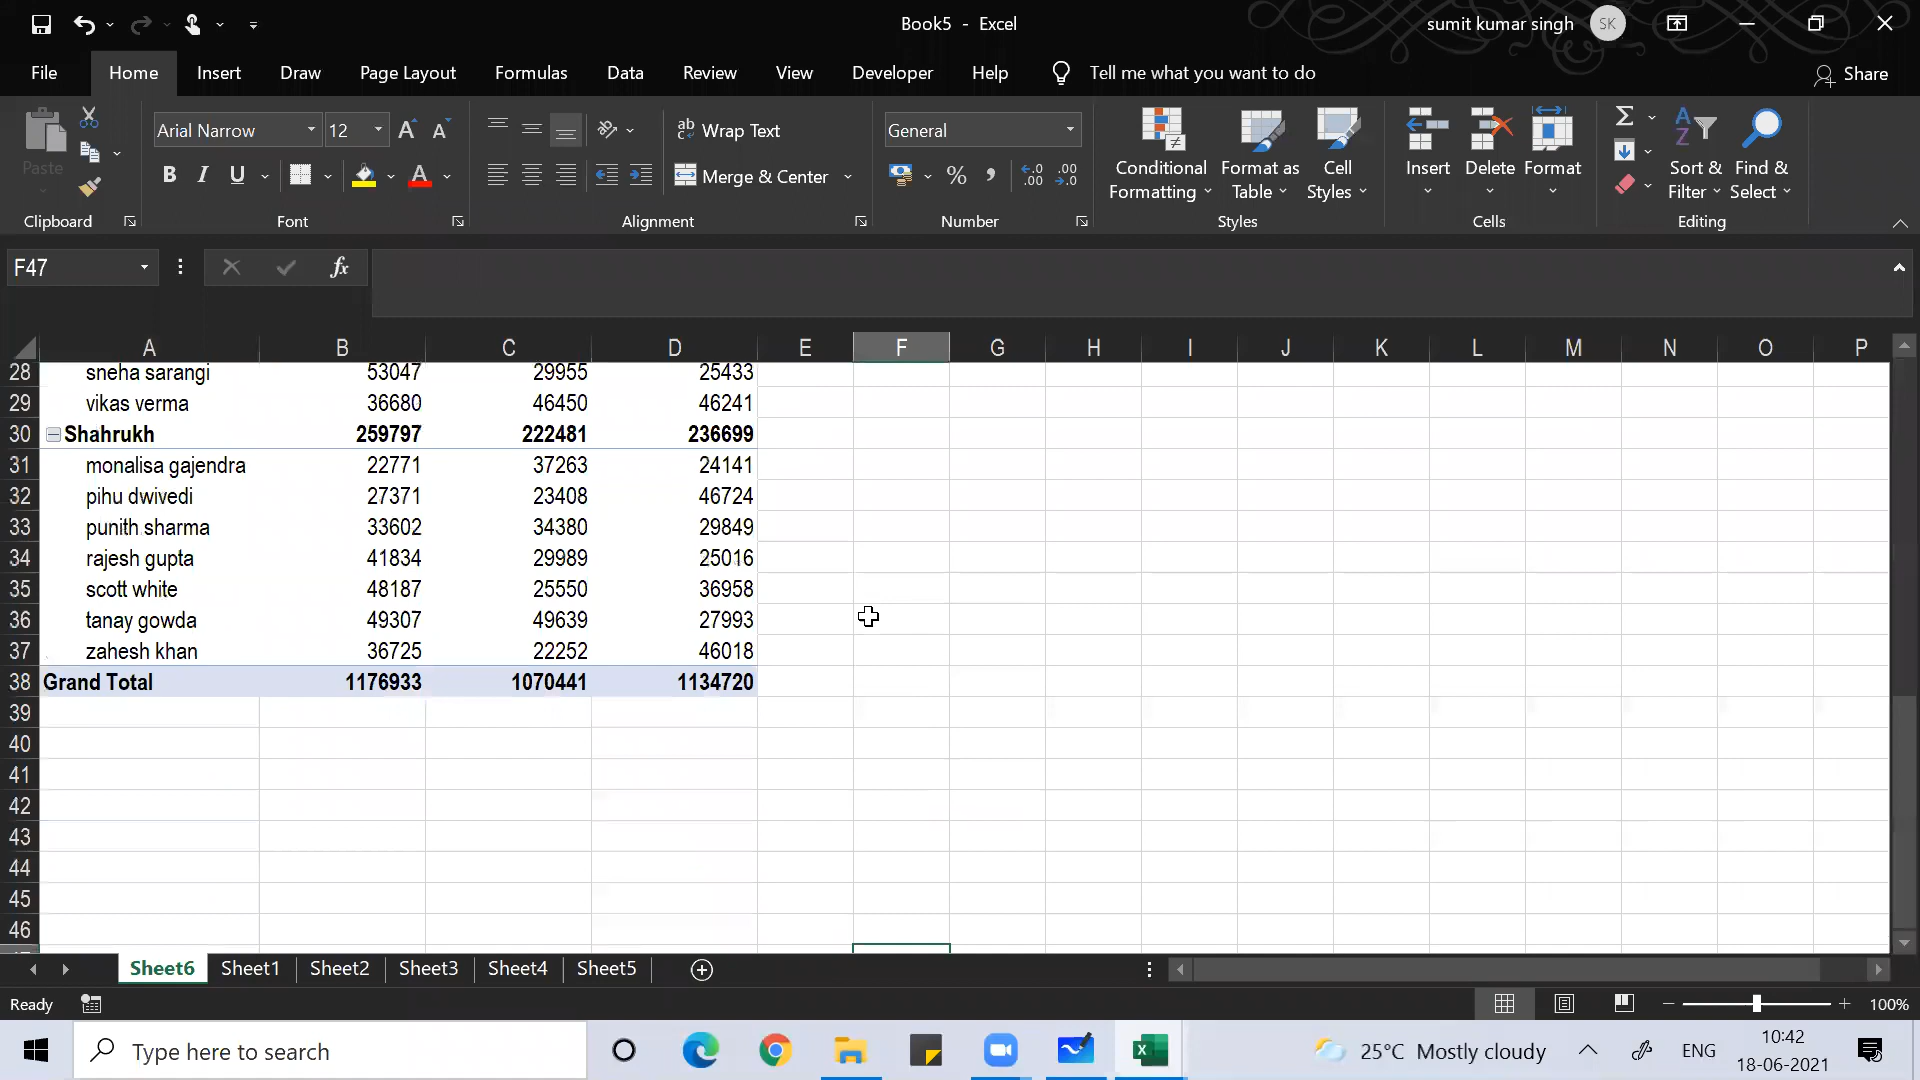 Book5 - Excel
sumit kumar singh
SK
File
Home
Insert
Draw
Page Layout
Formulas
Data
Review
View
Developer
Help
Tell me what you want to do
Share
Paste
Clipboard
Arial Narrow
12
A
A
B
I
U
A
Font
ab
ab
c
Wrap Text
Merge & Center
Alignment
General
%
,
.0
.00
.00
.0
Number
Conditional
Formatting
Format as
Table
Cell
Styles
Styles
Insert
Delete
Format
Cells
Σ
A
Z
Sort &
Filter
Find &
Select
Editing
F47
fx
A B C D E F G H I J K L M N O P
28 sneha sarangi 53047 29955 25433
29 vikas verma 36680 46450 46241
30 Shahrukh 259797 222481 236699
31 monalisa gajendra 22771 37263 24141
32 pihu dwivedi 27371 23408 46724
33 punith sharma 33602 34380 29849
34 rajesh gupta 41834 29989 25016
35 scott white 48187 25550 36958
36 tanay gowda 49307 49639 27993
37 zahesh khan 36725 22252 46018
38 Grand Total 1176933 1070441 1134720
39
40
41
42
43
44
45
46
Sheet6
Sheet1
Sheet2
Sheet3
Sheet4
Sheet5
Ready
100%
Type here to search
25°C Mostly cloudy
ENG
10:42
18-06-2021